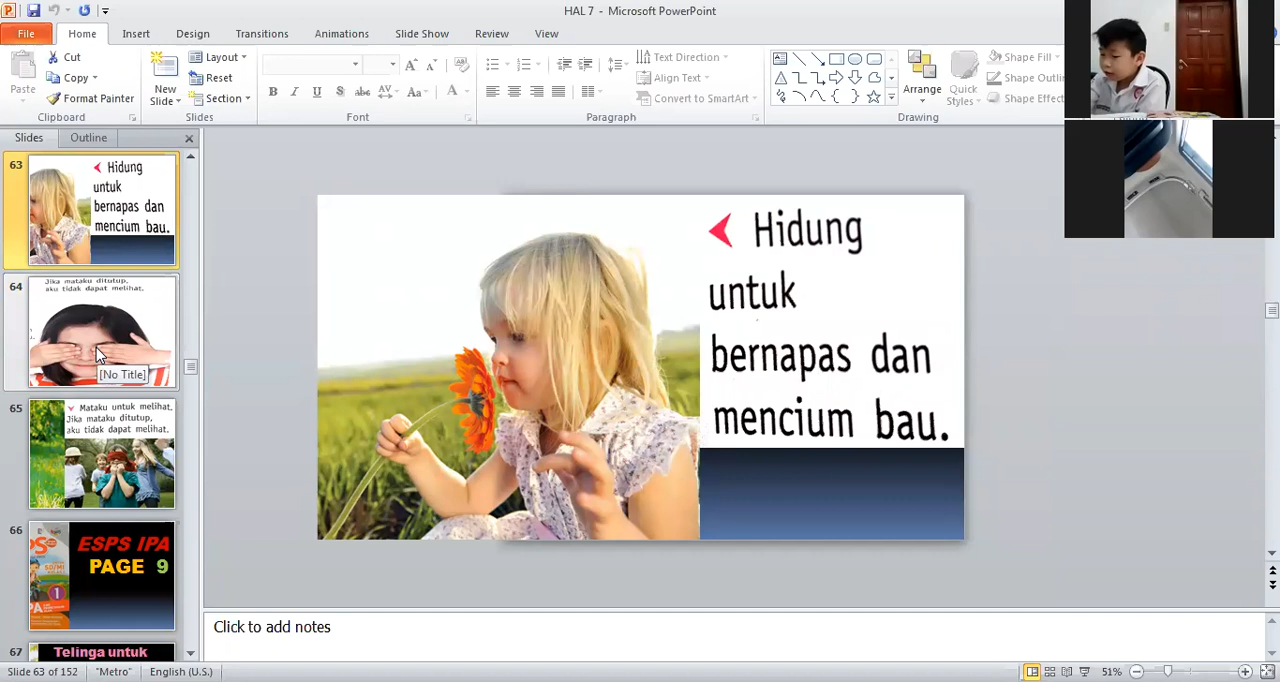 HAL 7 - Microsoft PowerPoint
File Home Insert Design Transitions Animations Slide Show Review View
Paste Cut Copy Format Painter
New Slide Layout Reset Section
B I U S abc AV Aa A
Text Direction Align Text Convert to SmartArt
Arrange Quick Styles Shape Fill Shape Outli Shape Effect
Clipboard Slides Font Paragraph Drawing
Slides Outline
63
Hidung
untuk
bernapas dan
mencium bau.
64
Jika mataku ditutup,
aku tidak dapat melihat.
[No Title]
65
Mataku untuk melihat.
Jika mataku ditutup,
aku tidak dapat melihat.
66
ESPS IPA
PAGE 9
67
Telinga untuk
Hidung
untuk
bernapas dan
mencium bau.
Click to add notes
Slide 63 of 152 "Metro" English (U.S.) 51%